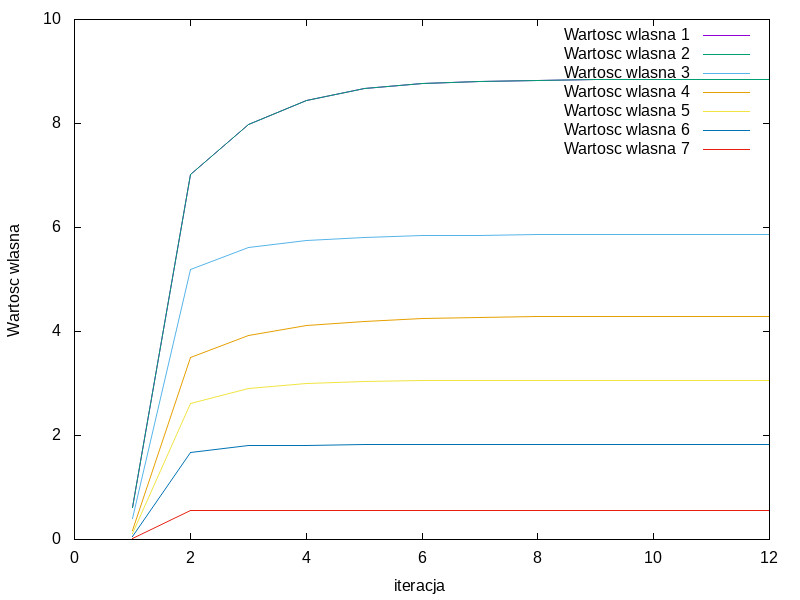 10
8
6
4
2
0
0 2 4 6 8 10 12
Wartosc wlasna
iteracja
Wartosc wlasna 1
Wartosc wlasna 2
Wartosc wlasna 3
Wartosc wlasna 4
Wartosc wlasna 5
Wartosc wlasna 6
Wartosc wlasna 7